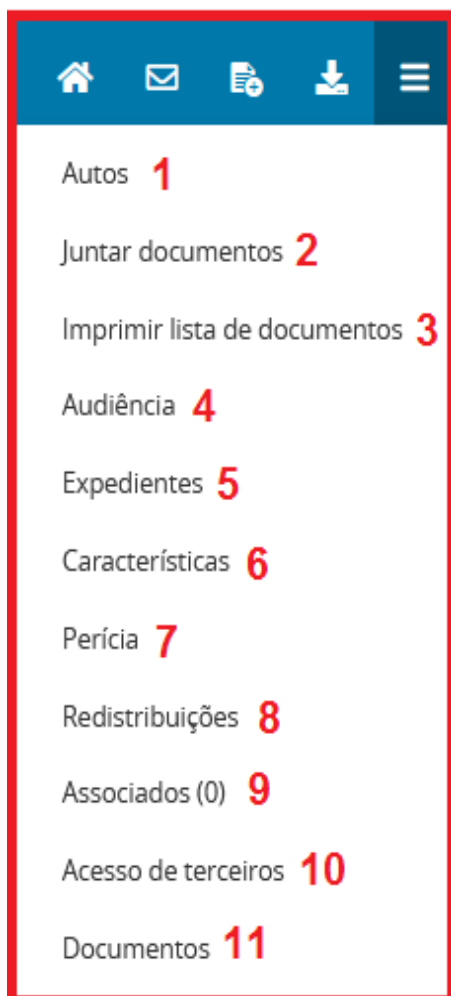 Autos 1
Juntar documentos 2
Imprimir lista de documentos 3
Audiência 4
Expedientes 5
Características 6
Perícia 7
Redistribuições 8
Associados (0) 9
Acesso de terceiros 10
Documentos 11